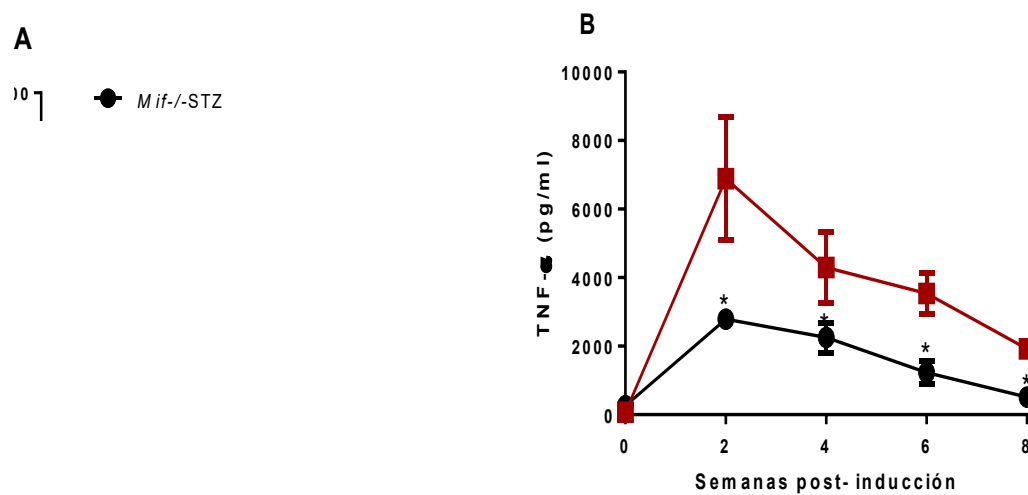 A
00
Mif-/-STZ
B
TNF-α (pg/ml)
10000
8000
6000
4000
2000
0
*
*
*
*
0 2 4 6 8
Semanas post- inducción